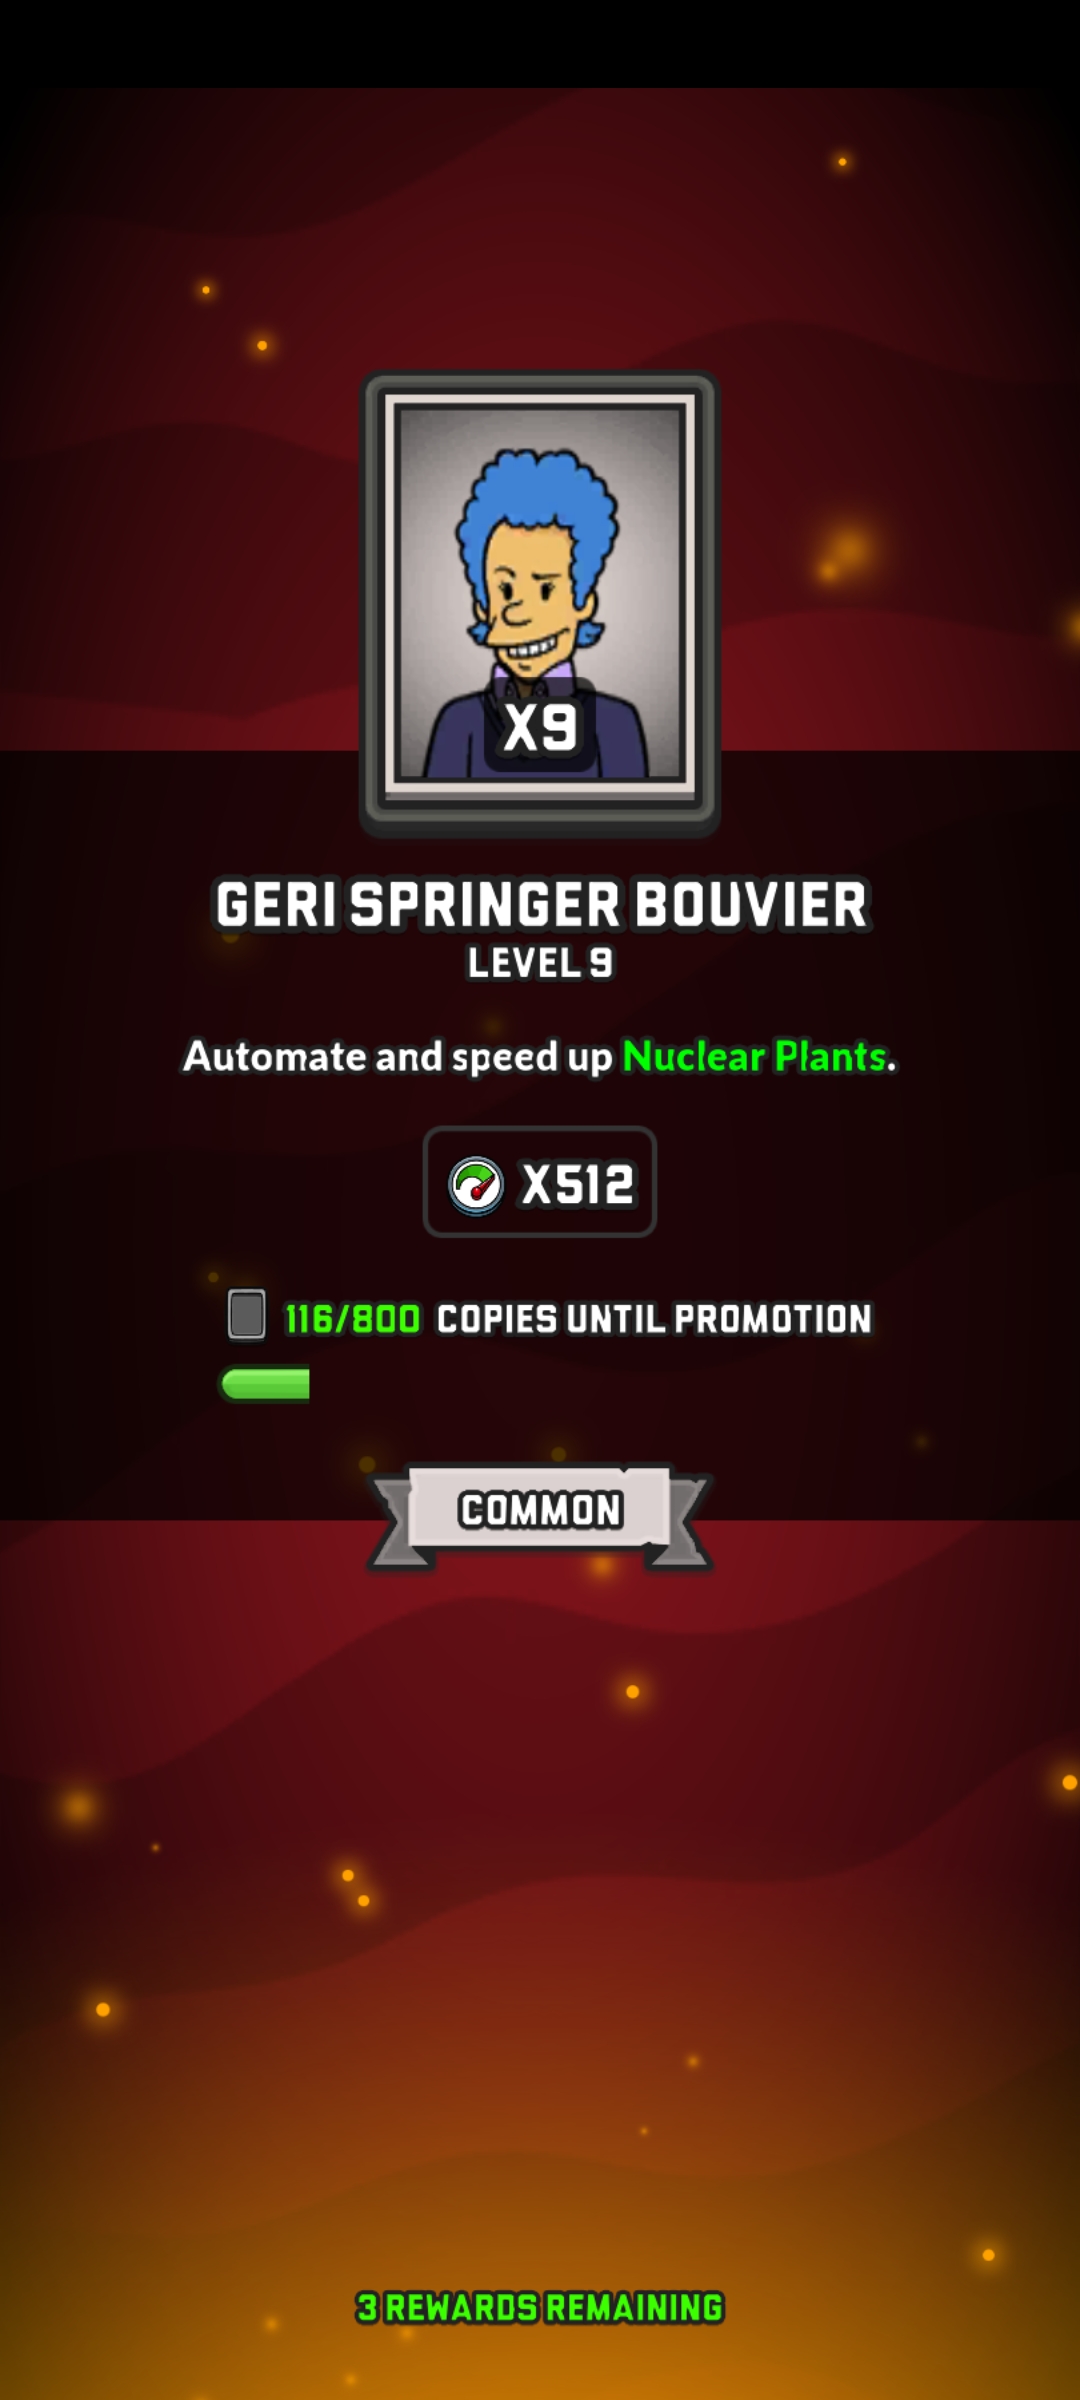 X9
GERI SPRINGER BOUVIER
LEVEL 9
Automate and speed up Nuclear Plants.
X512
116/800 COPIES UNTIL PROMOTION
COMMON
3 REWARDS REMAINING